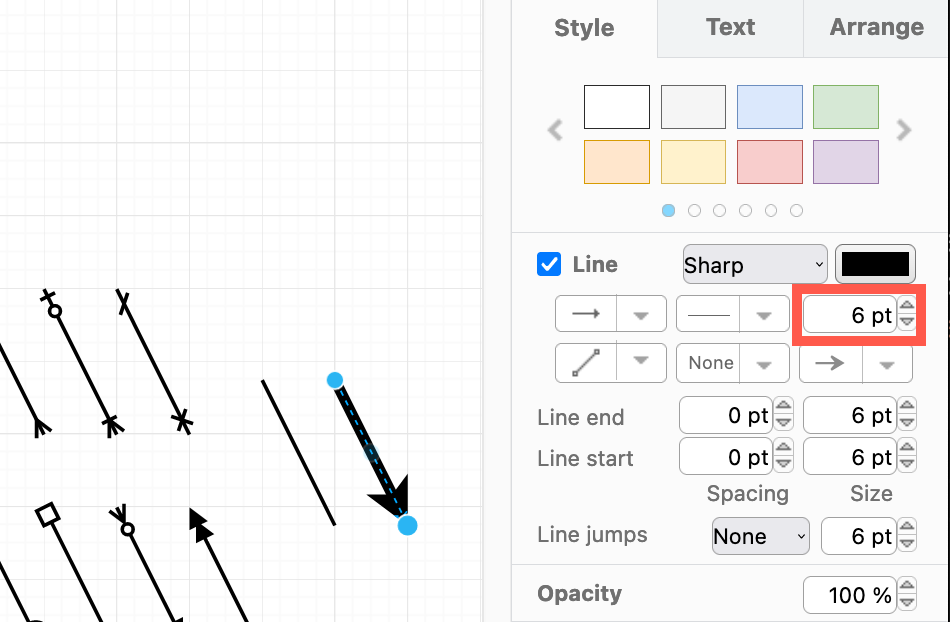 Style Text Arrange
Line Sharp
6 pt
None
Line end 0 pt 6 pt
Line start 0 pt 6 pt
Spacing Size
Line jumps None 6 pt
Opacity 100 %